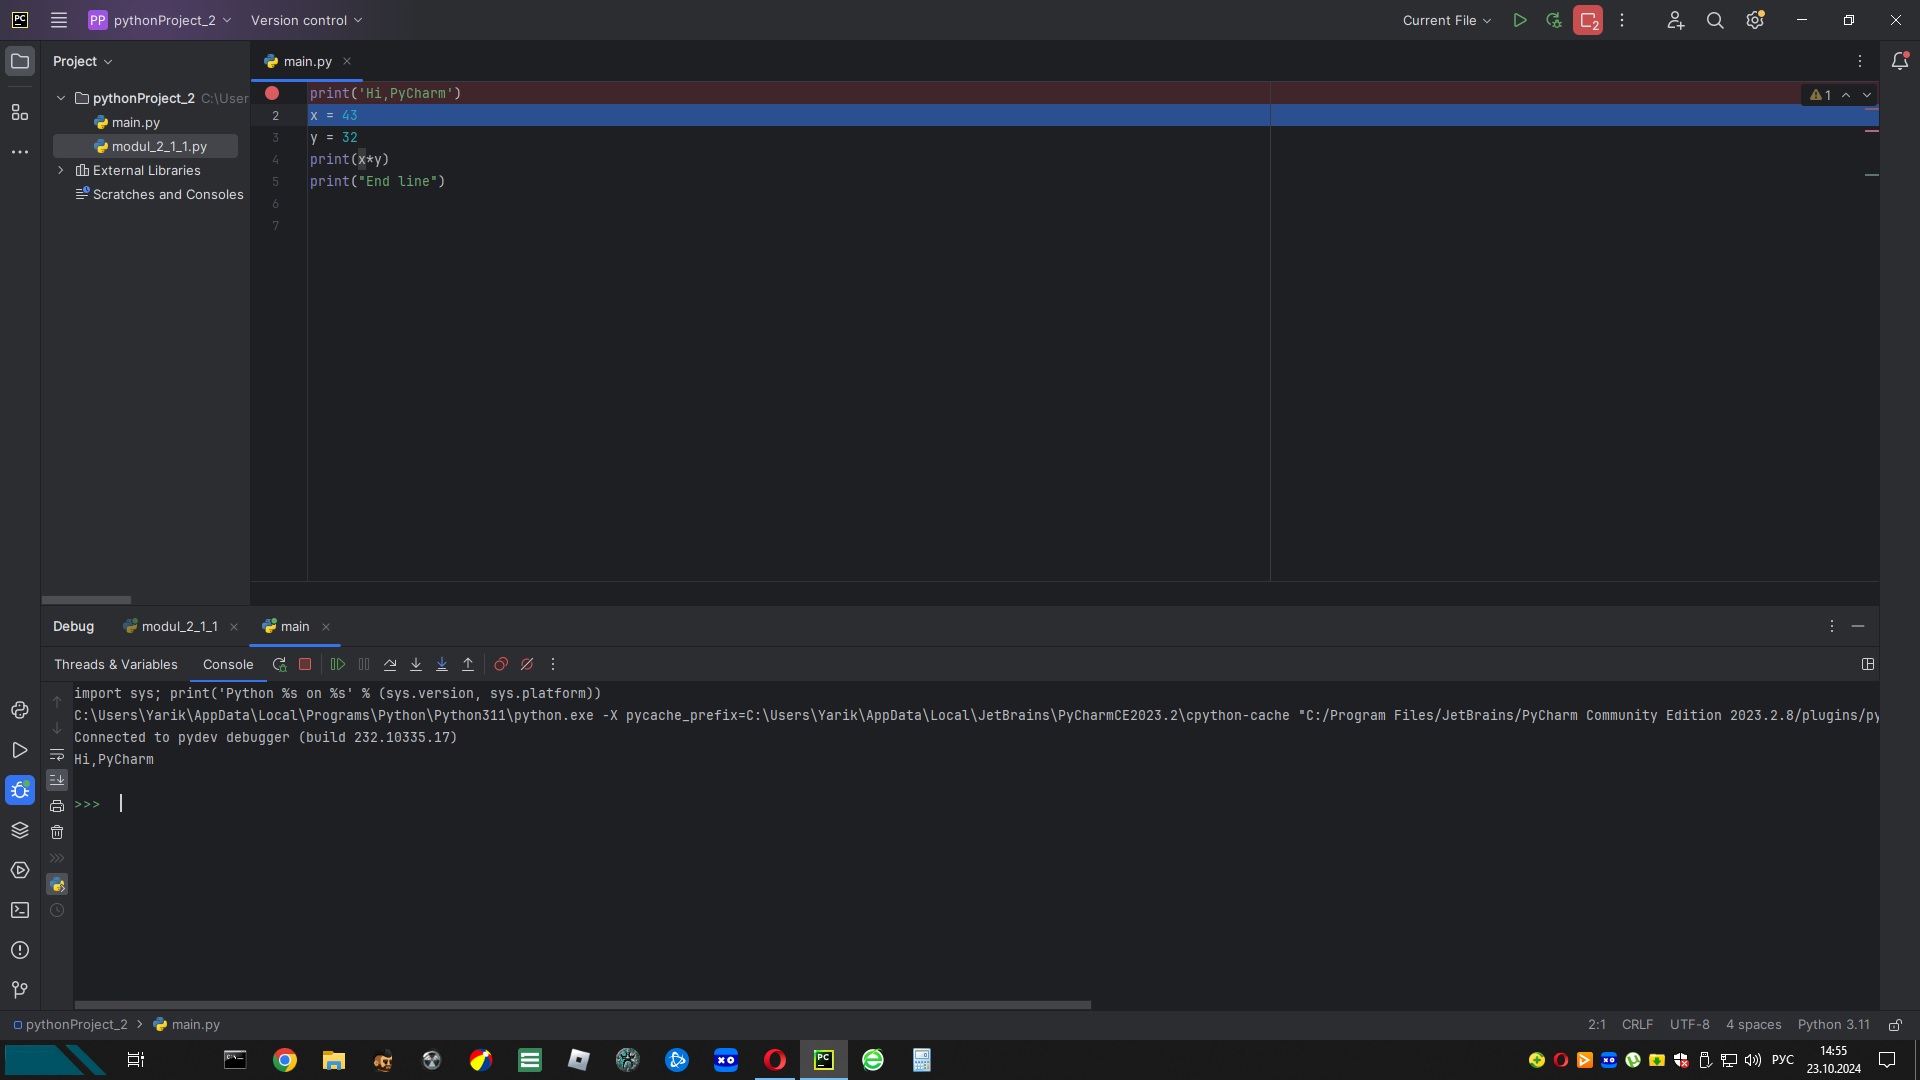 PC PP pythonProject_2 Version control Current File 2
Project main.py
pythonProject_2 C:\User
main.py
modul_2_1_1.py
External Libraries
Scratches and Consoles
print('Hi,PyCharm') 1
2 x = 43
3 y = 32
4 print(x*y)
5 print("End line")
6
7
Debug modul_2_1_1 main
Threads & Variables Console
import sys; print('Python %s on %s' % (sys.version, sys.platform))
C:\Users\Yarik\AppData\Local\Programs\Python\Python311\python.exe -X pycache_prefix=C:\Users\Yarik\AppData\Local\JetBrains\PyCharmCE2023.2\cpython-cache "C:/Program Files/JetBrains/PyCharm Community Edition 2023.2.8/plugins/py
Connected to pydev debugger (build 232.10335.17)
Hi,PyCharm
>>>
pythonProject_2 main.py 2:1 CRLF UTF-8 4 spaces Python 3.11
PC XO XO РУС 14:55
23.10.2024